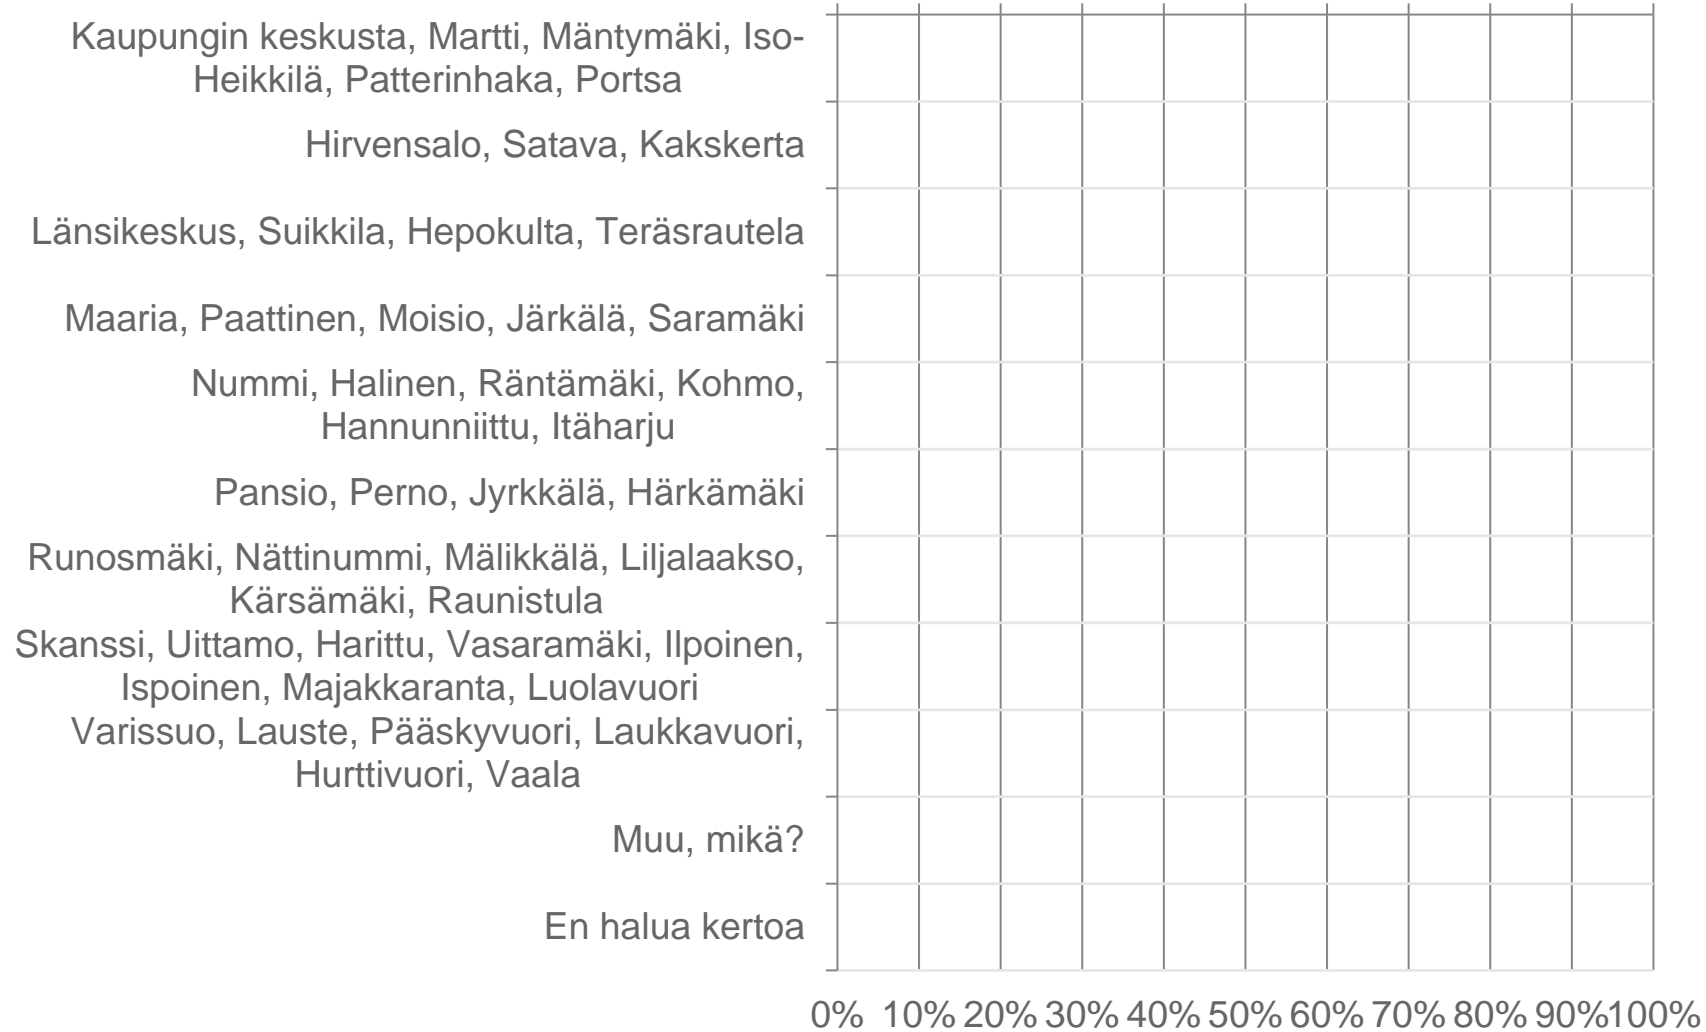 Kaupungin keskusta, Martti, Mäntymäki, Iso-
Heikkilä, Patterinhaka, Portsa
Hirvensalo, Satava, Kakskerta
Länsikeskus, Suikkila, Hepokulta, Teräsrautela
Maaria, Paattinen, Moisio, Järkälä, Saramäki
Nummi, Halinen, Räntämäki, Kohmo,
Hannunniittu, Itäharju
Pansio, Perno, Jyrkkälä, Härkämäki
Runosmäki, Nättinummi, Mälikkälä, Liljalaakso,
Kärsämäki, Raunistula
Skanssi, Uittamo, Harittu, Vasaramäki, Ilpoinen,
Ispoinen, Majakkaranta, Luolavuori
Varissuo, Lauste, Pääskyvuori, Laukkavuori,
Hurttivuori, Vaala
Muu, mikä?
En halua kertoa
0% 10% 20% 30% 40% 50% 60% 70% 80% 90% 100%